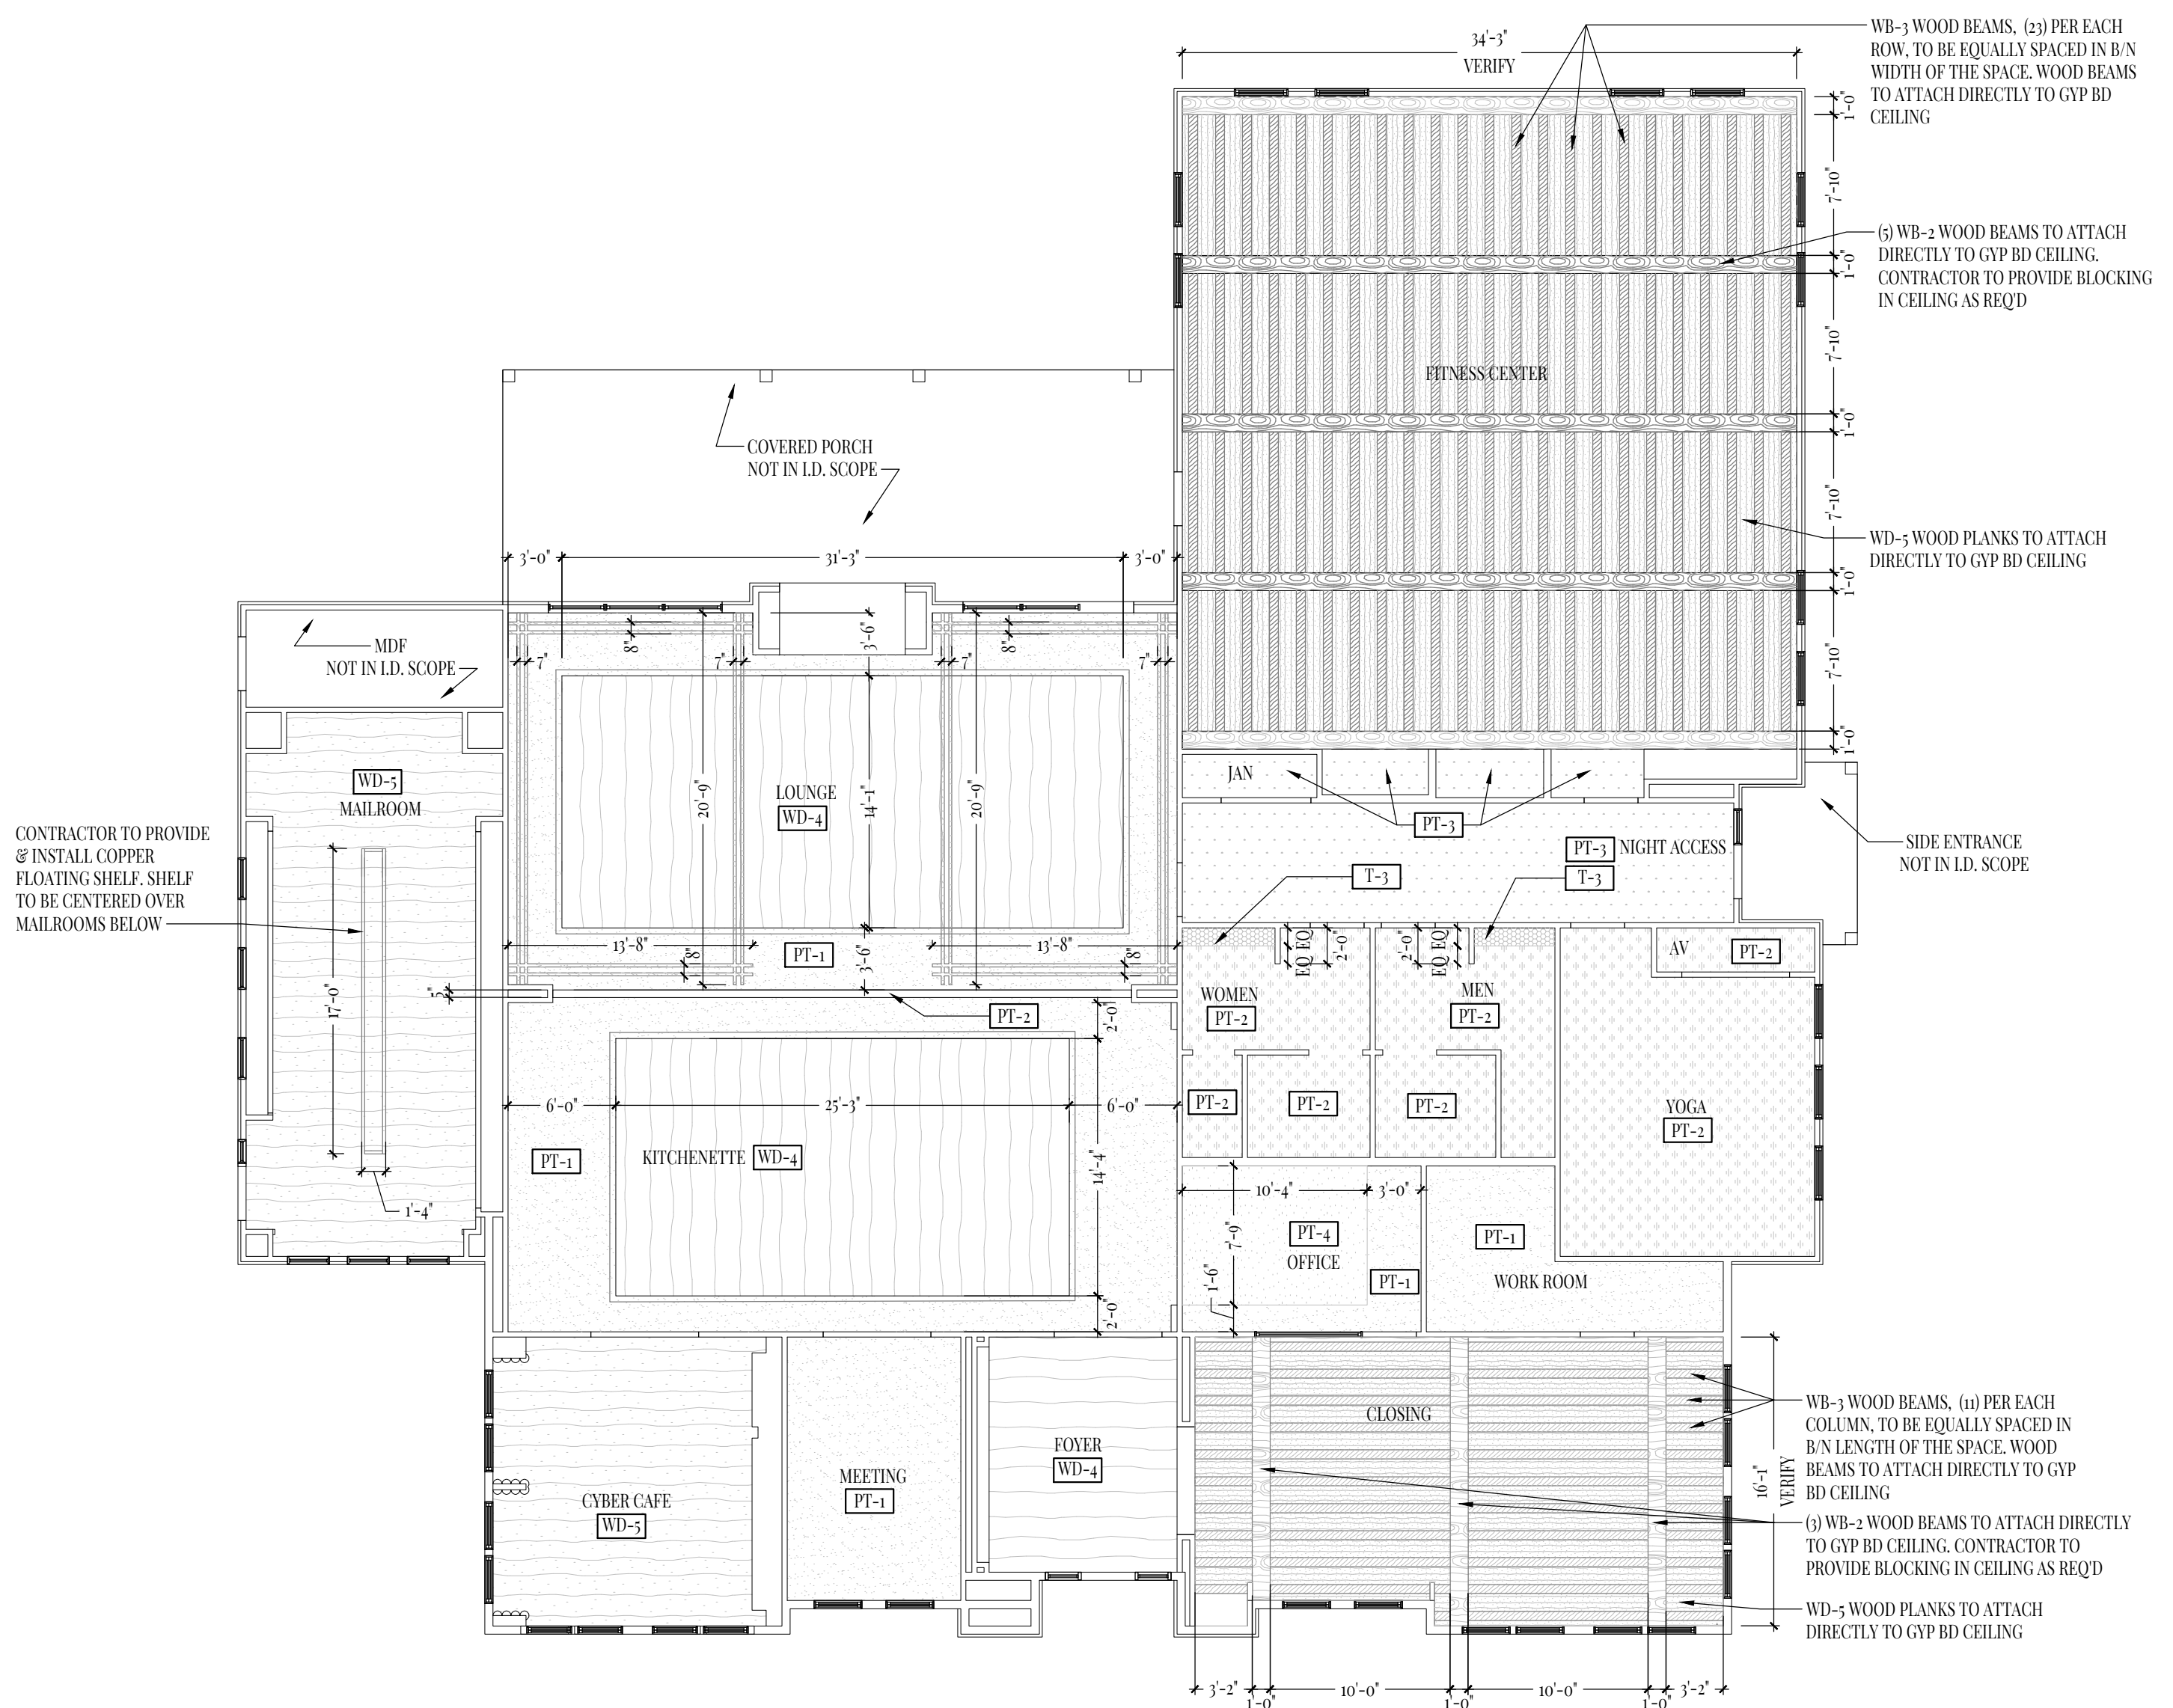 34'-3"
VERIFY
WB-3 WOOD BEAMS, (23) PER EACH
ROW, TO BE EQUALLY SPACED IN B/N
WIDTH OF THE SPACE. WOOD BEAMS
TO ATTACH DIRECTLY TO GYP BD
CEILING
1'-0"
7'-10"
(5) WB-2 WOOD BEAMS TO ATTACH
DIRECTLY TO GYP BD CEILING.
CONTRACTOR TO PROVIDE BLOCKING
IN CEILING AS REQ'D
1'-0"
7'-10"
FITNESS CENTER
1'-0"
7'-10"
WD-5 WOOD PLANKS TO ATTACH
DIRECTLY TO GYP BD CEILING
1'-0"
7'-10"
1'-0"
COVERED PORCH
NOT IN I.D. SCOPE
3'-0"
31'-3"
3'-0"
MDF
NOT IN I.D. SCOPE
8"
3'-6"
8"
7"
7"
7"
7"
WD-5
MAILROOM
20'-9"
LOUNGE
WD-4
14'-1"
20'-9"
JAN
PT-3
PT-3
NIGHT ACCESS
T-3
T-3
SIDE ENTRANCE
NOT IN I.D. SCOPE
CONTRACTOR TO PROVIDE
& INSTALL COPPER
FLOATING SHELF. SHELF
TO BE CENTERED OVER
MAILROOMS BELOW
13'-8"
8"
PT-1
3'-6"
13'-8"
8"
EQ EQ
2'-0"
2'-0"
EQ EQ
AV
PT-2
17'-0"
5"
WOMEN
PT-2
MEN
PT-2
PT-2
2'-0"
6'-0"
25'-3"
6'-0"
PT-2
PT-2
PT-2
YOGA
PT-2
PT-1
KITCHENETTE
WD-4
14'-4"
1'-4"
10'-4"
3'-0"
7'-9"
PT-4
OFFICE
1'-6"
PT-1
PT-1
WORK ROOM
2'-0"
CLOSING
16'-1"
VERIFY
WB-3 WOOD BEAMS, (11) PER EACH
COLUMN, TO BE EQUALLY SPACED IN
B/N LENGTH OF THE SPACE. WOOD
BEAMS TO ATTACH DIRECTLY TO GYP
BD CEILING
FOYER
WD-4
MEETING
PT-1
CYBER CAFE
WD-5
(3) WB-2 WOOD BEAMS TO ATTACH DIRECTLY
TO GYP BD CEILING. CONTRACTOR TO
PROVIDE BLOCKING IN CEILING AS REQ'D
WD-5 WOOD PLANKS TO ATTACH
DIRECTLY TO GYP BD CEILING
3'-2"
1'-0"
10'-0"
1'-0"
10'-0"
1'-0"
3'-2"